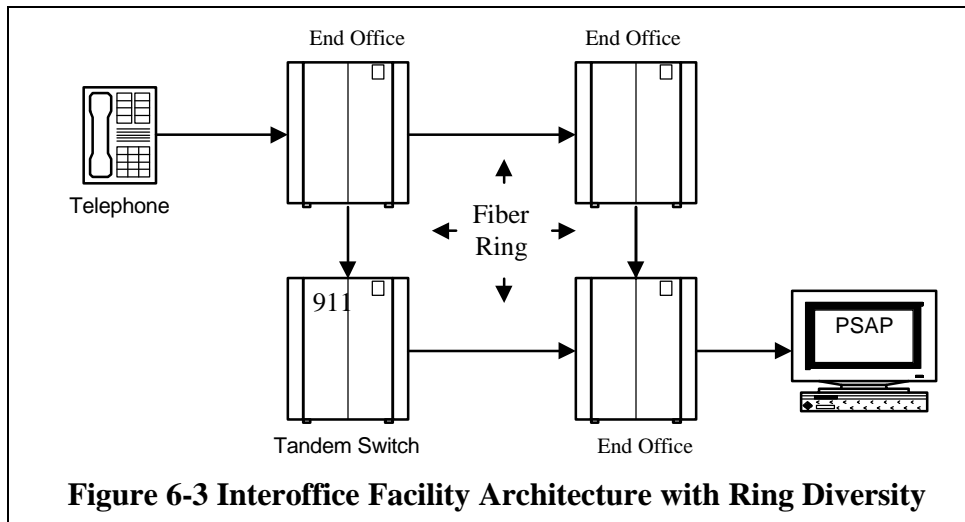 End Office
End Office
Telephone
Fiber
Ring
911
PSAP
Tandem Switch
End Office
Figure 6-3 Interoffice Facility Architecture with Ring Diversity